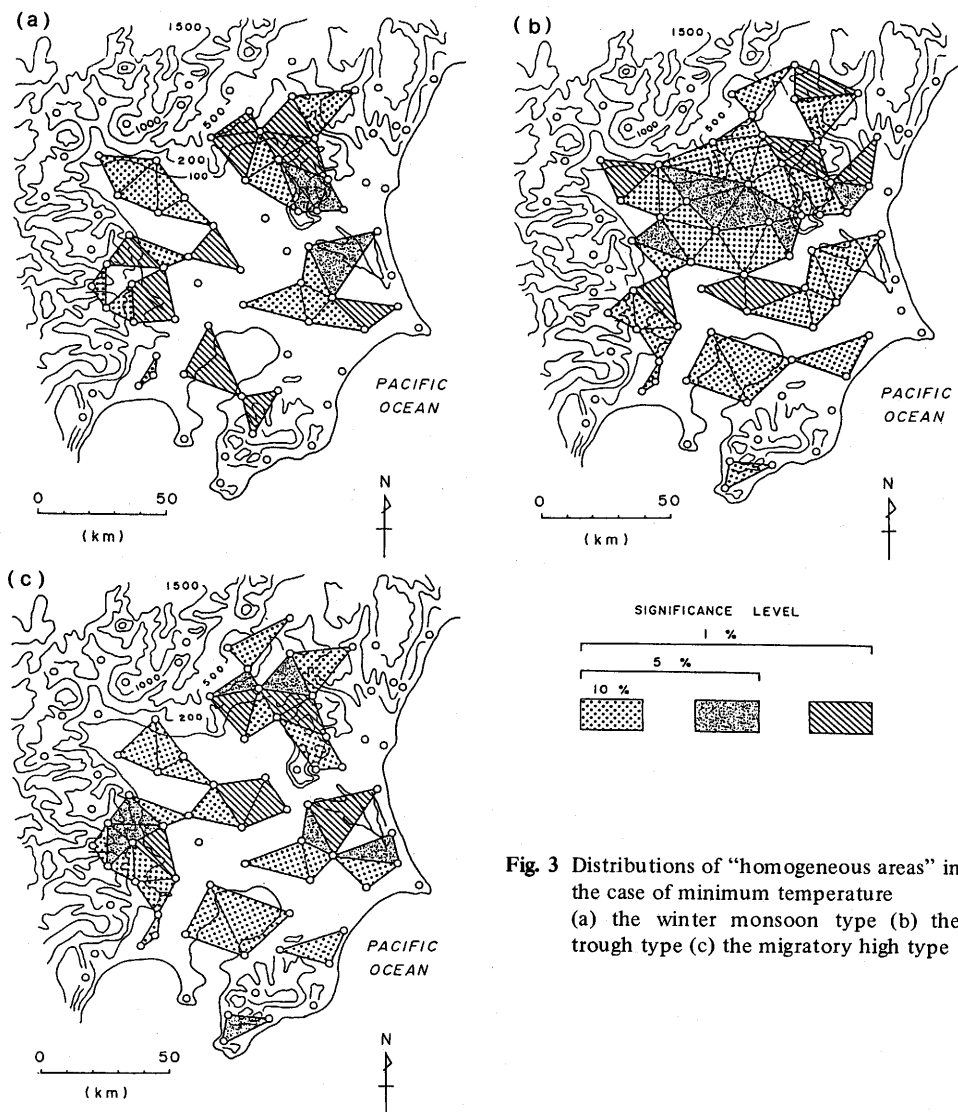 (a)
1500
500
1000
200
100
PACIFIC
OCEAN
N
0 50
(km)
(b)
1500
500
1000
PACIFIC
OCEAN
N
0 50
(km)
(c)
1500
500
1000
200
PACIFIC
OCEAN
N
0 50
(km)
SIGNIFICANCE LEVEL
1 %
5 %
10 %
Fig. 3 Distributions of “homogeneous areas” in
the case of minimum temperature
(a) the winter monsoon type (b) the
trough type (c) the migratory high type